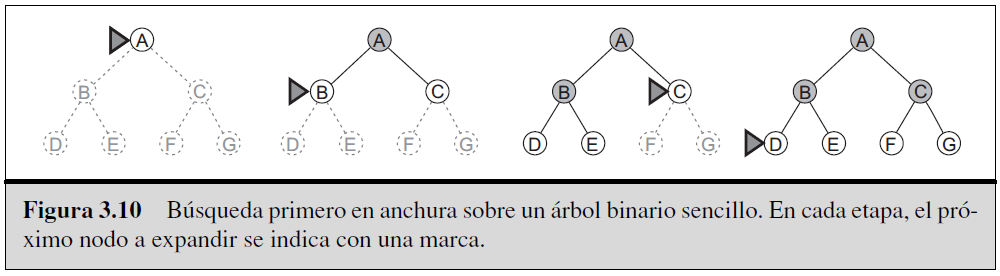 A A A A
B C B C B C B C
D E F G D E F G D E F G D E F G
Figura 3.10 Búsqueda primero en anchura sobre un árbol binario sencillo. En cada etapa, el pró-
ximo nodo a expandir se indica con una marca.